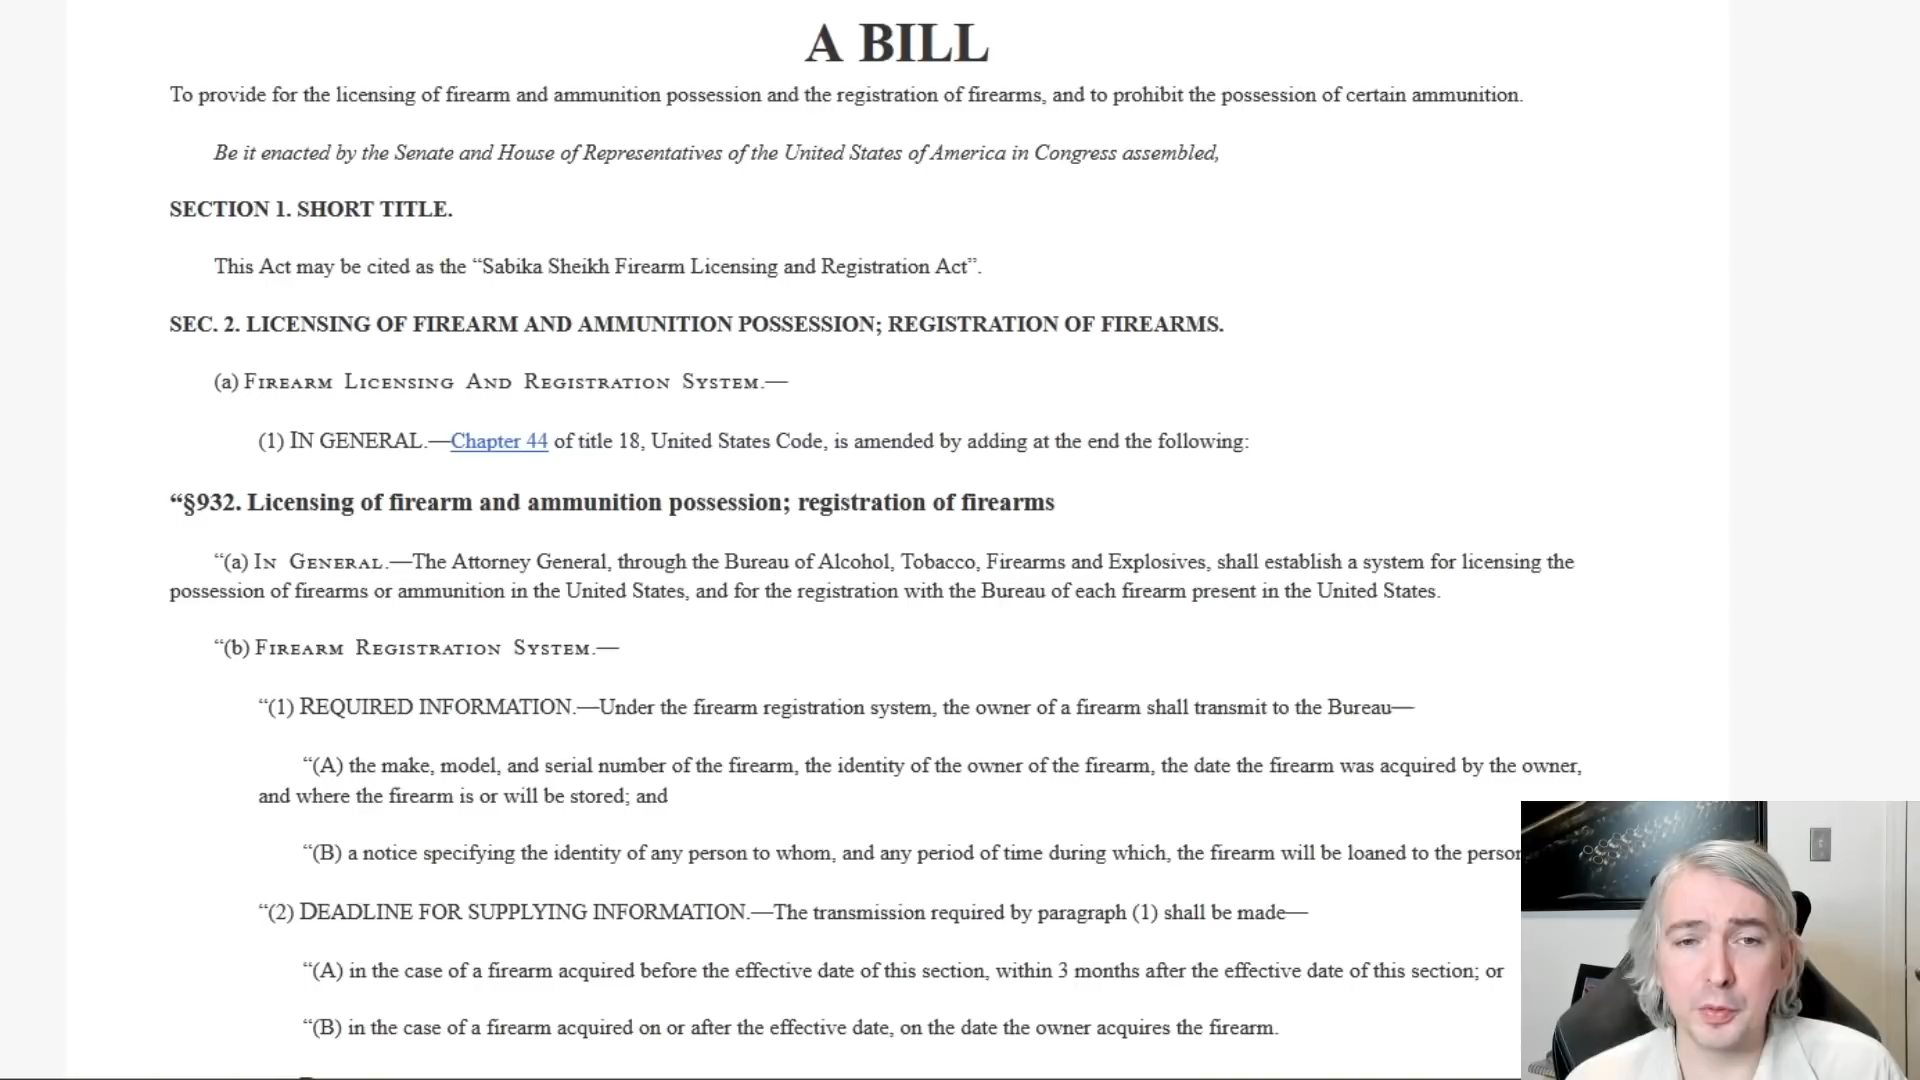 A BILL
To provide for the licensing of firearm and ammunition possession and the registration of firearms, and to prohibit the possession of certain ammunition.
Be it enacted by the Senate and House of Representatives of the United States of America in Congress assembled,
SECTION 1. SHORT TITLE.
This Act may be cited as the “Sabika Sheikh Firearm Licensing and Registration Act”.
SEC. 2. LICENSING OF FIREARM AND AMMUNITION POSSESSION; REGISTRATION OF FIREARMS.
(a) FIREARM LICENSING AND REGISTRATION SYSTEM.—
(1) IN GENERAL.—Chapter 44 of title 18, United States Code, is amended by adding at the end the following:
“§932. Licensing of firearm and ammunition possession; registration of firearms
“(a) IN GENERAL.—The Attorney General, through the Bureau of Alcohol, Tobacco, Firearms and Explosives, shall establish a system for licensing the
possession of firearms or ammunition in the United States, and for the registration with the Bureau of each firearm present in the United States.
“(b) FIREARM REGISTRATION SYSTEM.—
“(1) REQUIRED INFORMATION.—Under the firearm registration system, the owner of a firearm shall transmit to the Bureau—
“(A) the make, model, and serial number of the firearm, the identity of the owner of the firearm, the date the firearm was acquired by the owner,
and where the firearm is or will be stored; and
“(B) a notice specifying the identity of any person to whom, and any period of time during which, the firearm will be loaned to the person
“(2) DEADLINE FOR SUPPLYING INFORMATION.—The transmission required by paragraph (1) shall be made—
“(A) in the case of a firearm acquired before the effective date of this section, within 3 months after the effective date of this section; or
“(B) in the case of a firearm acquired on or after the effective date, on the date the owner acquires the firearm.